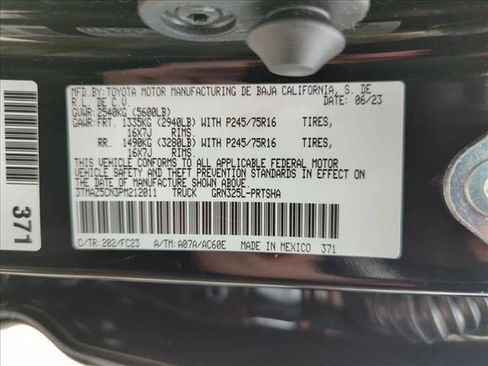 MFD.BY:TOYOTA MOTOR MANUFACTURING DE BAJA CALIFORNIA, S. DE
R.L. DE C.V. DATE: 06/23
GVWR: 2540KG (5600LB)
GAWR:FRT. 1335KG (2940LB) WITH P245/75R16 TIRES,
16X7J RIMS.
RR. 1490KG (3280LB) WITH P245/75R16 TIRES,
16X7J RIMS.
THIS VEHICLE CONFORMS TO ALL APPLICABLE FEDERAL MOTOR
VEHICLE SAFETY AND THEFT PREVENTION STANDARDS IN EFFECT
ON THE DATE OF MANUFACTURE SHOWN ABOVE.
3TMAZ5CN3PM212011 TRUCK GRN325L-PRTSHA
C/TR: 202/FC23 A/TM: A07A/AC60E MADE IN MEXICO 371
371